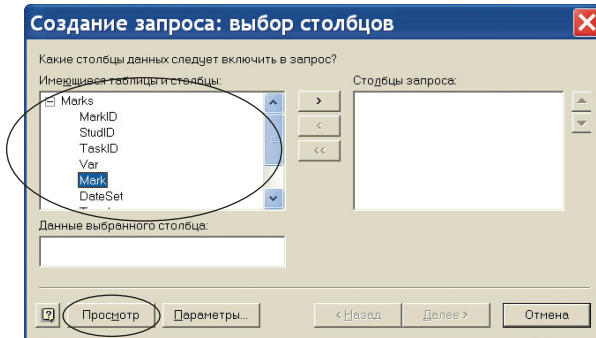 Создание запроса: выбор столбцов
Какие столбцы данных следует включить в запрос?
Имеющиеся таблицы и столбцы:
Столбцы запроса:
Marks
MarkID
StudID
TaskID
Var
Mark
DateSet
>
<
<<
Данные выбранного столбца:
Просмотр
Параметры...
< Назад
Далее >
Отмена